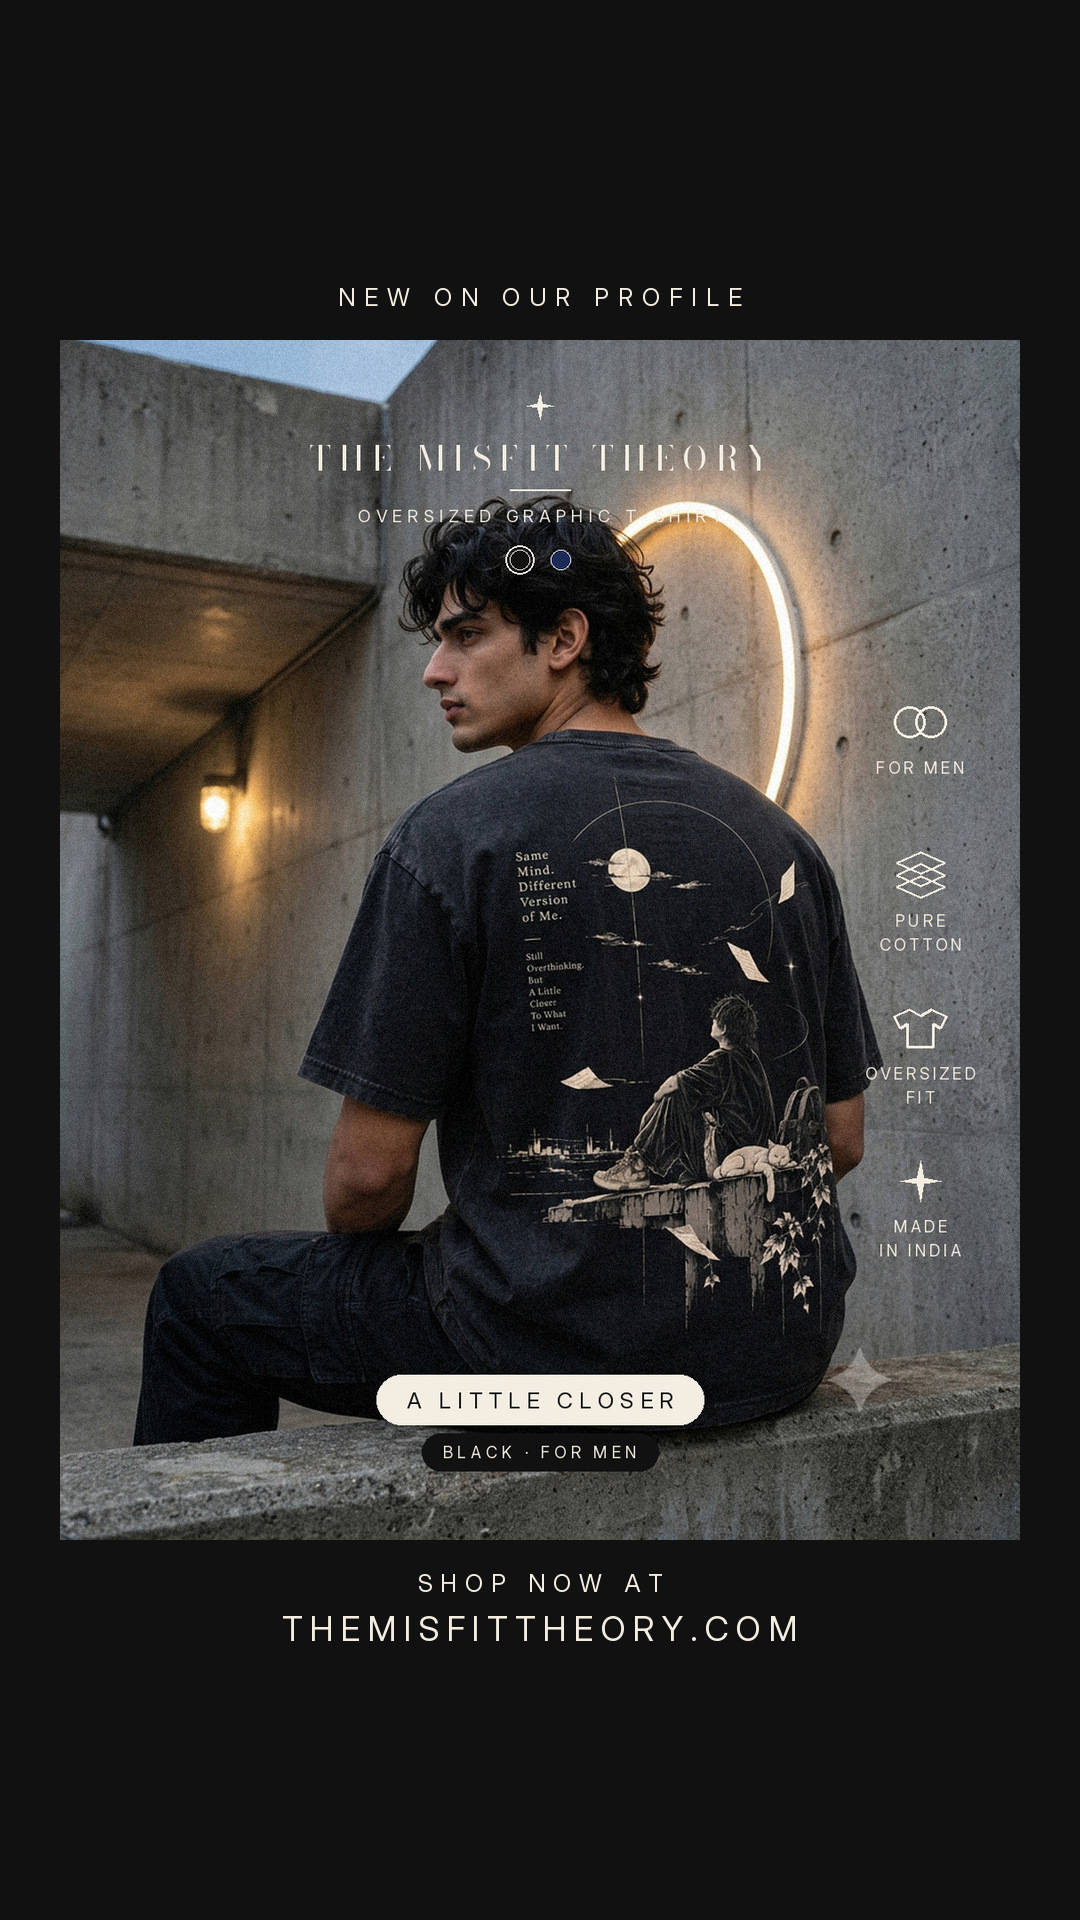 NEW ON OUR PROFILE
THE MISFIT THEORY
OVERSIZED GRAPHIC T-SHIRT
FOR MEN
Same
Mind.
Different
Version
of Me.
Still
Overthinking.
But
A Little
Closer
To What
I Want.
PURE
COTTON
OVERSIZED
FIT
MADE
IN INDIA
A LITTLE CLOSER
BLACK · FOR MEN
SHOP NOW AT
THEMISFITTHEORY.COM